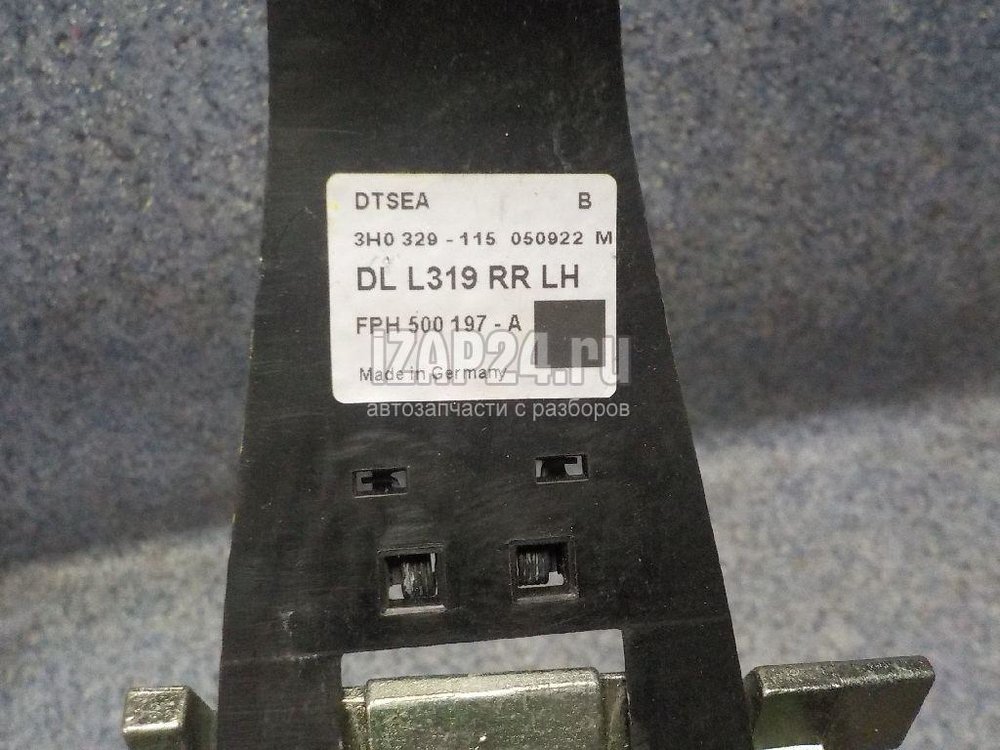 DTSEA B
3H0 329 - 115 050922 M
DL L319 RR LH
FPH 500 197 - A
iZAP24.ru
Made in Germany
автозапчасти с разборов